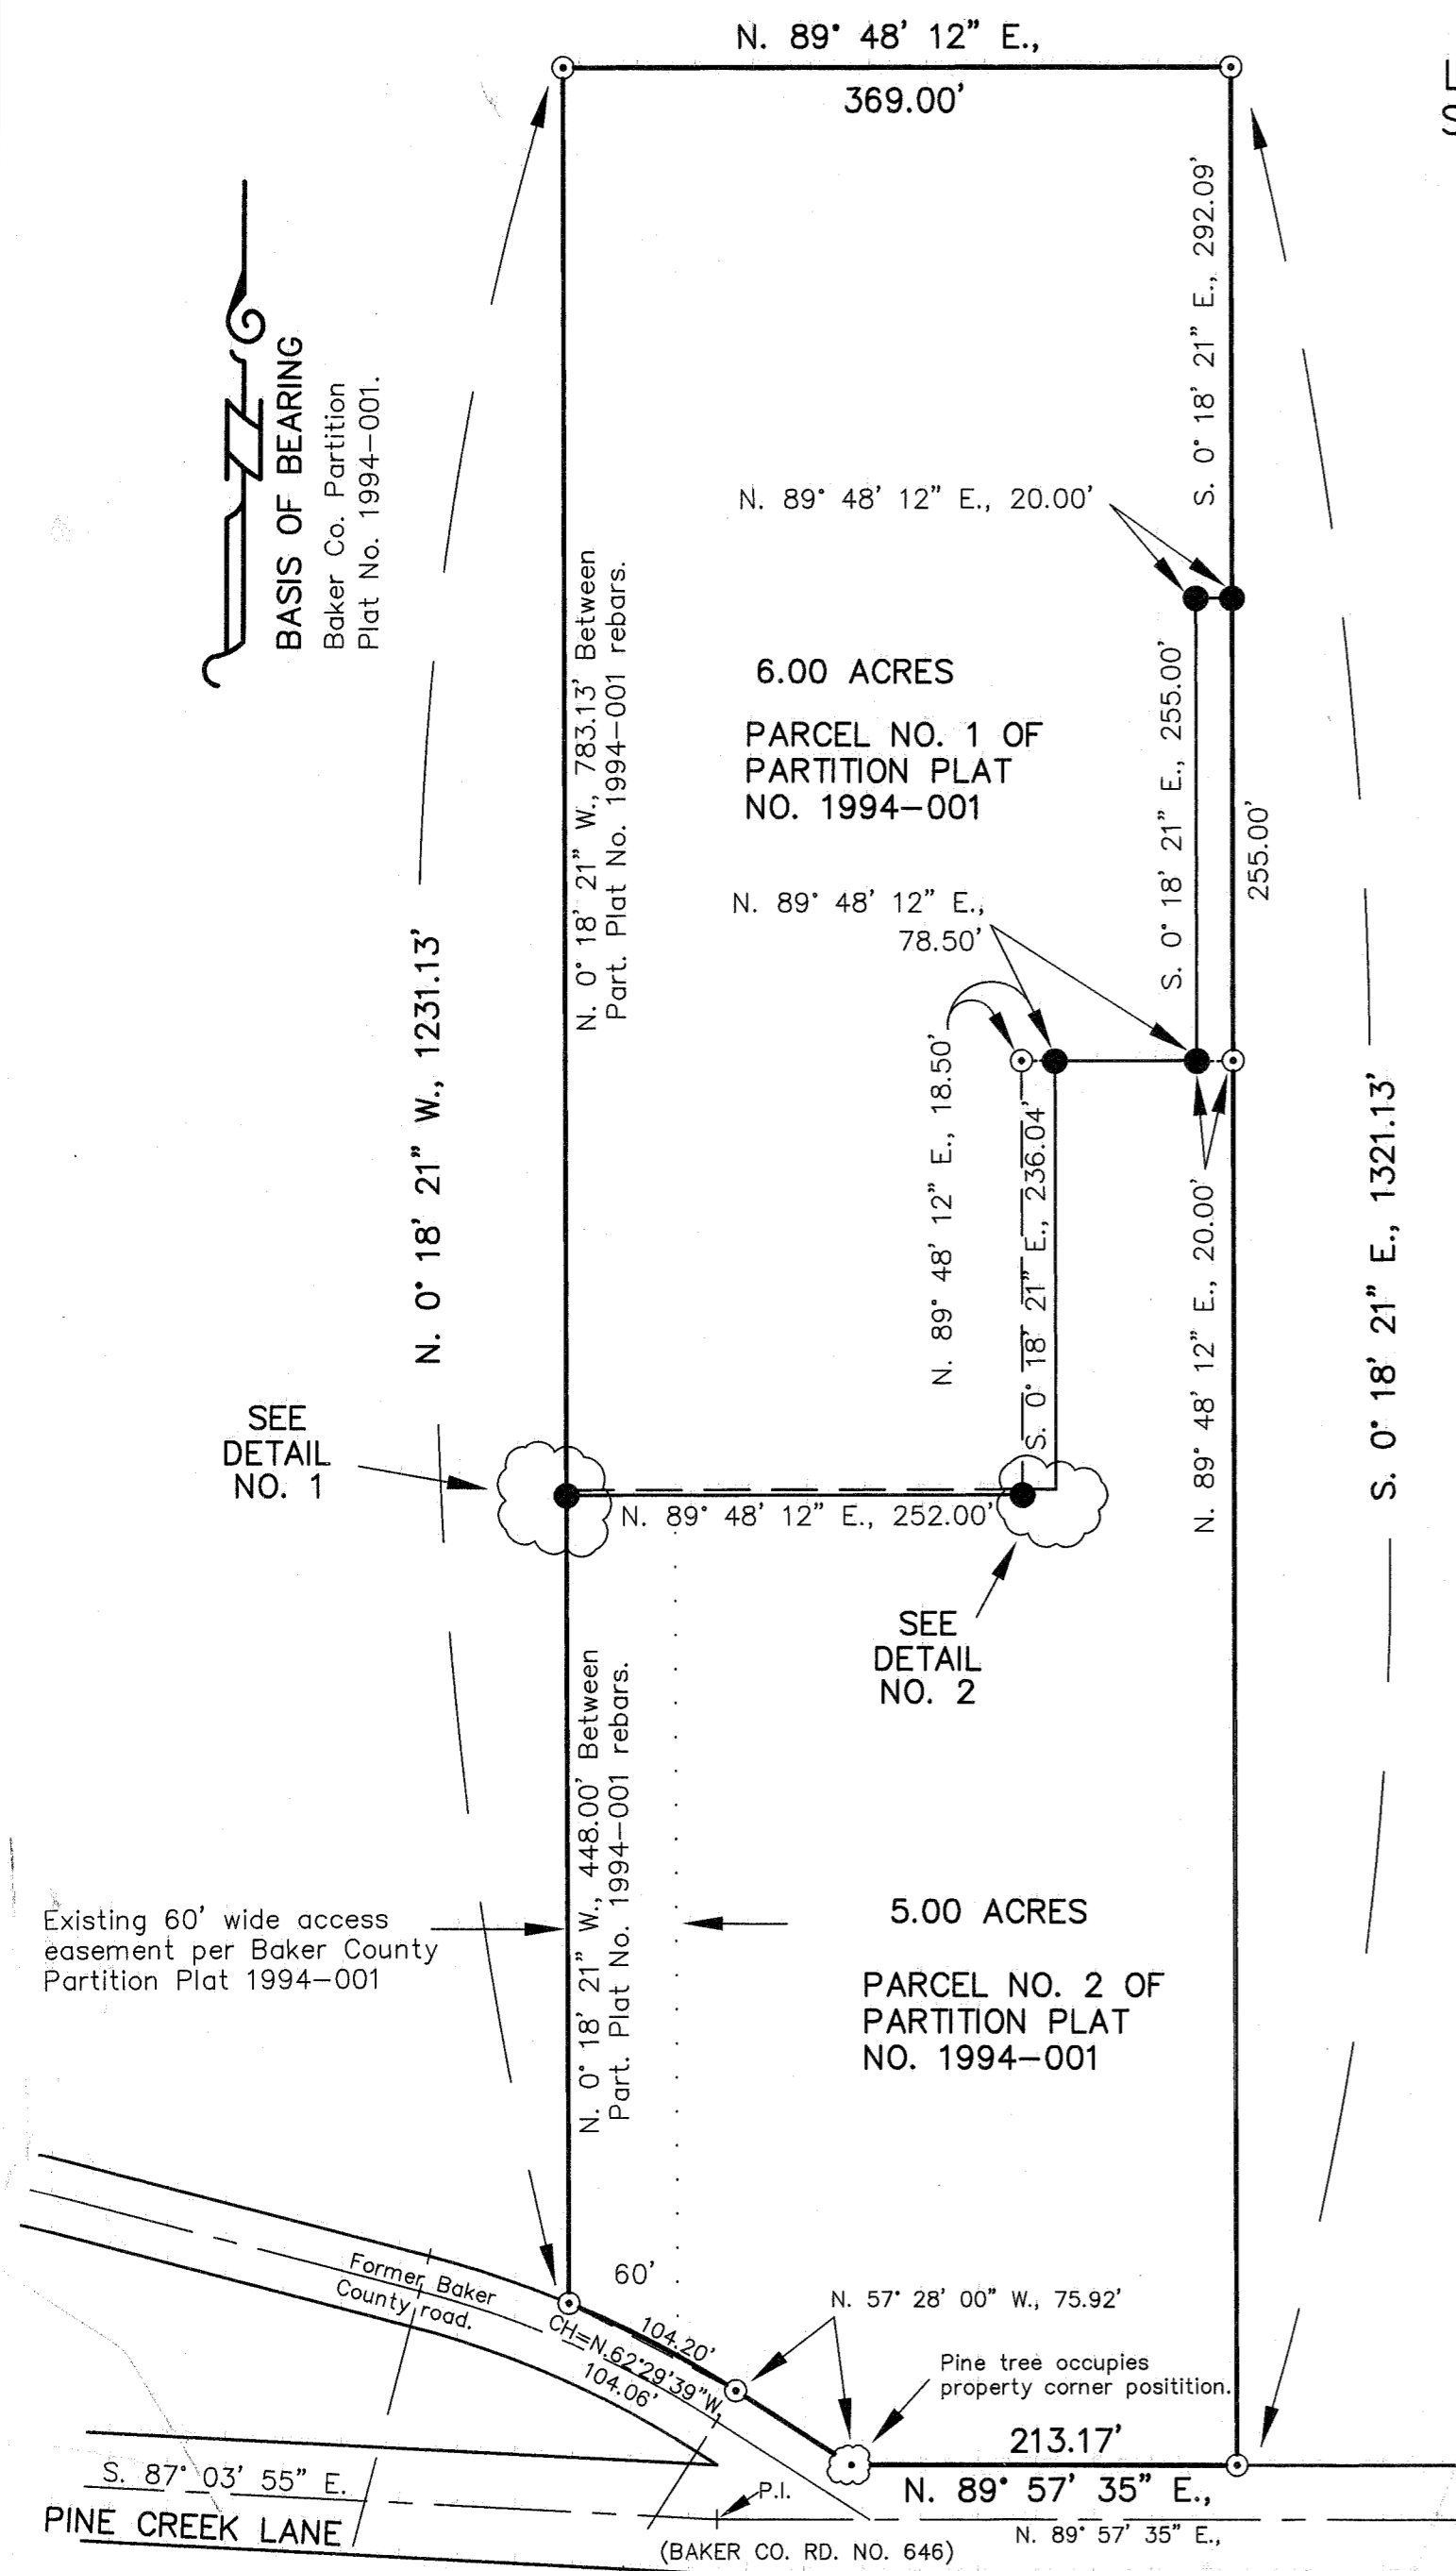 N. 89° 48' 12" E.,
369.00'
S. 0° 18' 21" E., 292.09'
BASIS OF BEARING
Baker Co. Partition
Plat No. 1994-001.
N. 89° 48' 12" E., 20.00'
N. 0° 18' 21" W., 783.13' Between
Part. Plat No. 1994-001 rebars.
6.00 ACRES
PARCEL NO. 1 OF
PARTITION PLAT
NO. 1994-001
S. 0° 18' 21" E., 255.00'
255.00'
N. 89° 48' 12" E.,
78.50'
N. 0° 18' 21" W., 1231.13'
N. 89° 48' 12" E., 18.50'
S. 0° 18' 21" E., 236.04'
N. 89° 48' 12" E., 20.00'
S. 0° 18' 21" E., 1321.13'
SEE
DETAIL
NO. 1
N. 89° 48' 12" E., 252.00'
SEE
DETAIL
NO. 2
N. 0° 18' 21" W., 448.00' Between
Part. Plat No. 1994-001 rebars.
Existing 60' wide access
easement per Baker County
Partition Plat 1994-001
5.00 ACRES
PARCEL NO. 2 OF
PARTITION PLAT
NO. 1994-001
60'
Former Baker
County road.
N. 57° 28' 00" W., 75.92'
104.20'
CH=N.62°29'39"W.
104.06'
Pine tree occupies
property corner positition.
213.17'
N. 89° 57' 35" E.,
S. 87° 03' 55" E.
P.I.
PINE CREEK LANE
N. 89° 57' 35" E.,
(BAKER CO. RD. NO. 646)